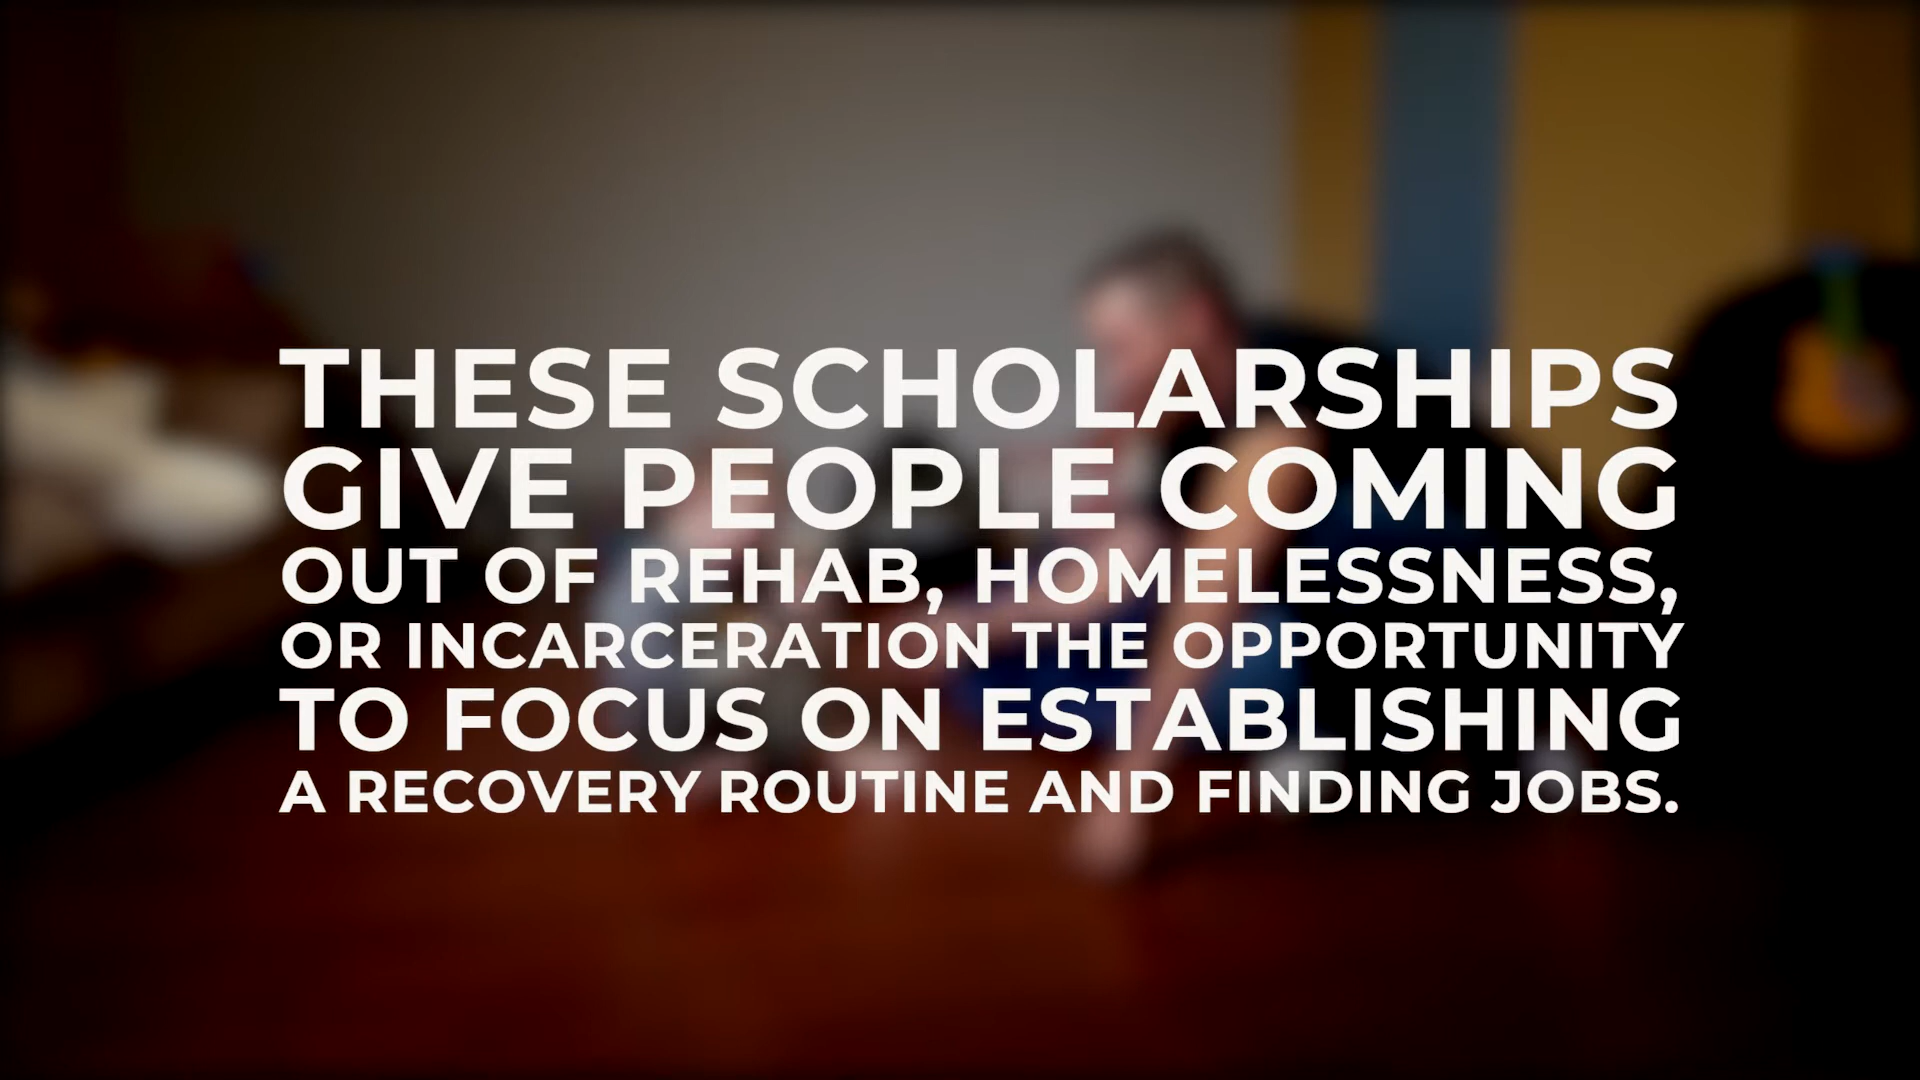 THESE SCHOLARSHIPS
GIVE PEOPLE COMING
OUT OF REHAB, HOMELESSNESS,
OR INCARCERATION THE OPPORTUNITY
TO FOCUS ON ESTABLISHING
A RECOVERY ROUTINE AND FINDING JOBS.